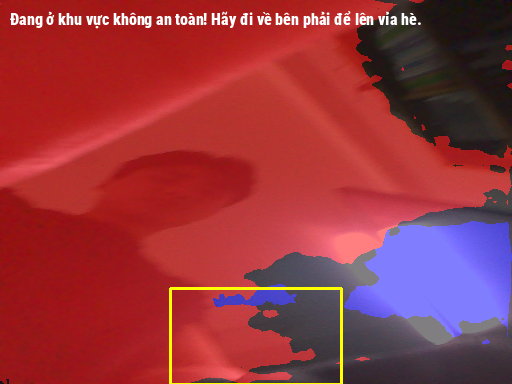 Đang ở khu vực không an toàn! Hãy đi về bên phải để lên vỉa hè.